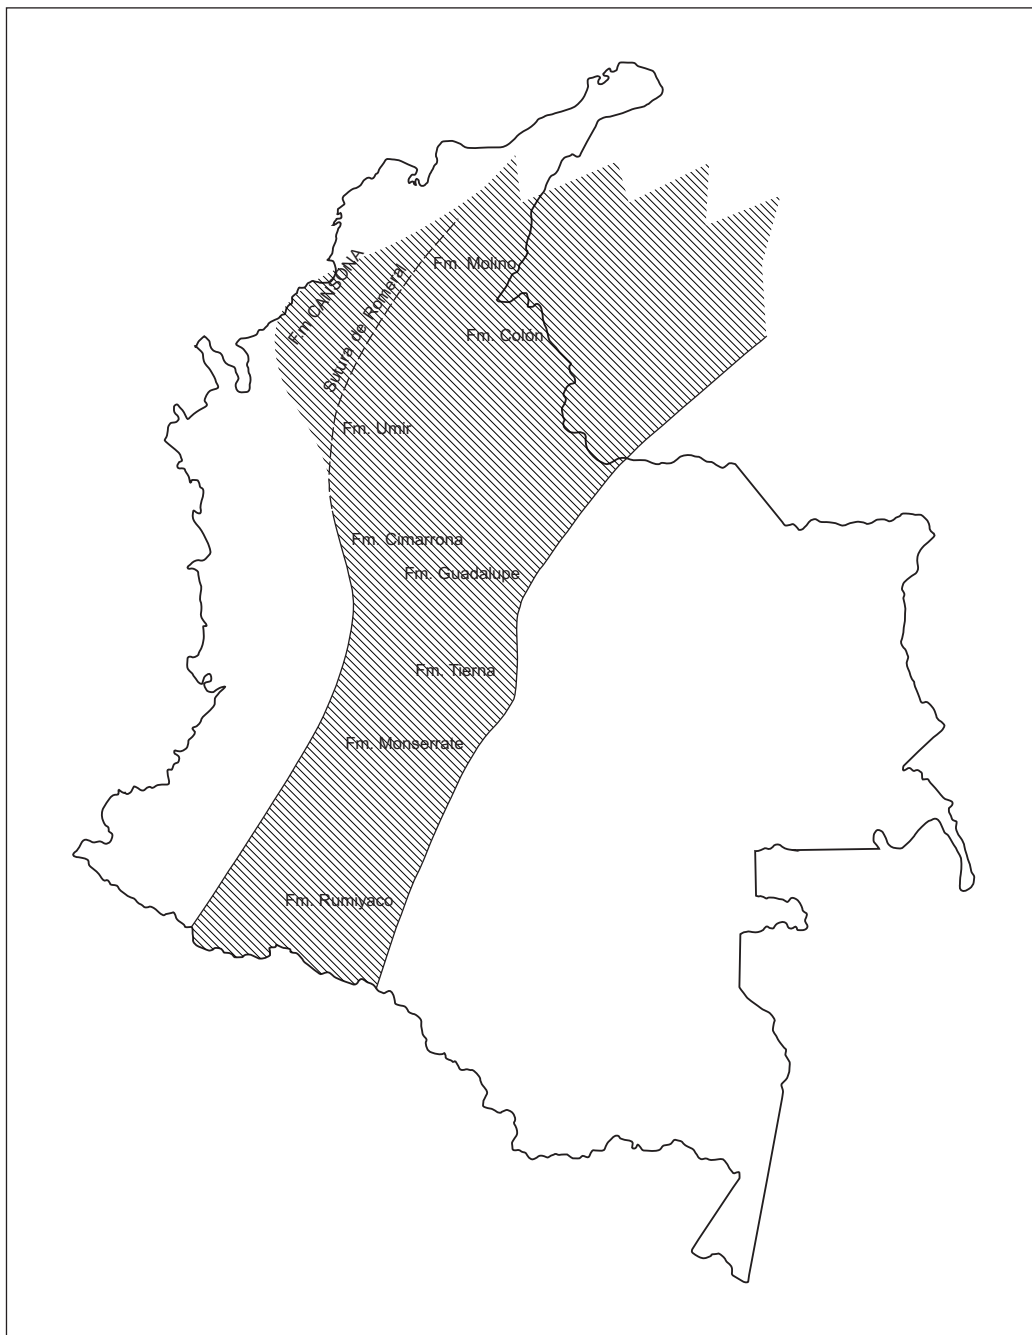 Fm. Molino
F.m CANSONA
Sutura de Romeral
Fm. Colón
Fm. Umir
Fm. Cimarrona
Fm. Guadalupe
Fm. Tierna
Fm. Monserrate
Fm. Rumiyaco